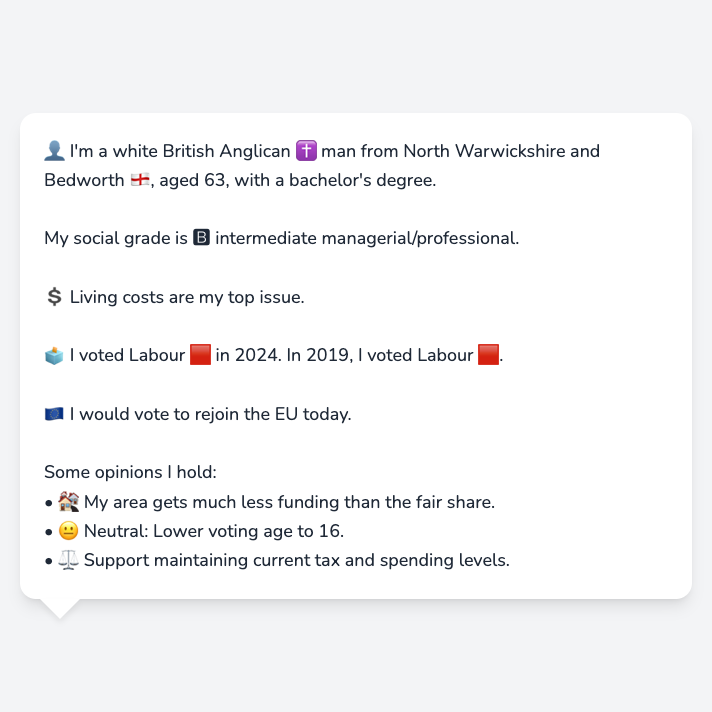 👤 I'm a white British Anglican ✝️ man from North Warwickshire and
Bedworth 🏴󠁧󠁢󠁥󠁮󠁧󠁿, aged 63, with a bachelor's degree.
My social grade is 🅱 intermediate managerial/professional.
💲 Living costs are my top issue.
🗳️ I voted Labour 🟥 in 2024. In 2019, I voted Labour 🟥.
🇪🇺 I would vote to rejoin the EU today.
Some opinions I hold:
• 🏚️ My area gets much less funding than the fair share.
• 😐 Neutral: Lower voting age to 16.
• ⚖️ Support maintaining current tax and spending levels.